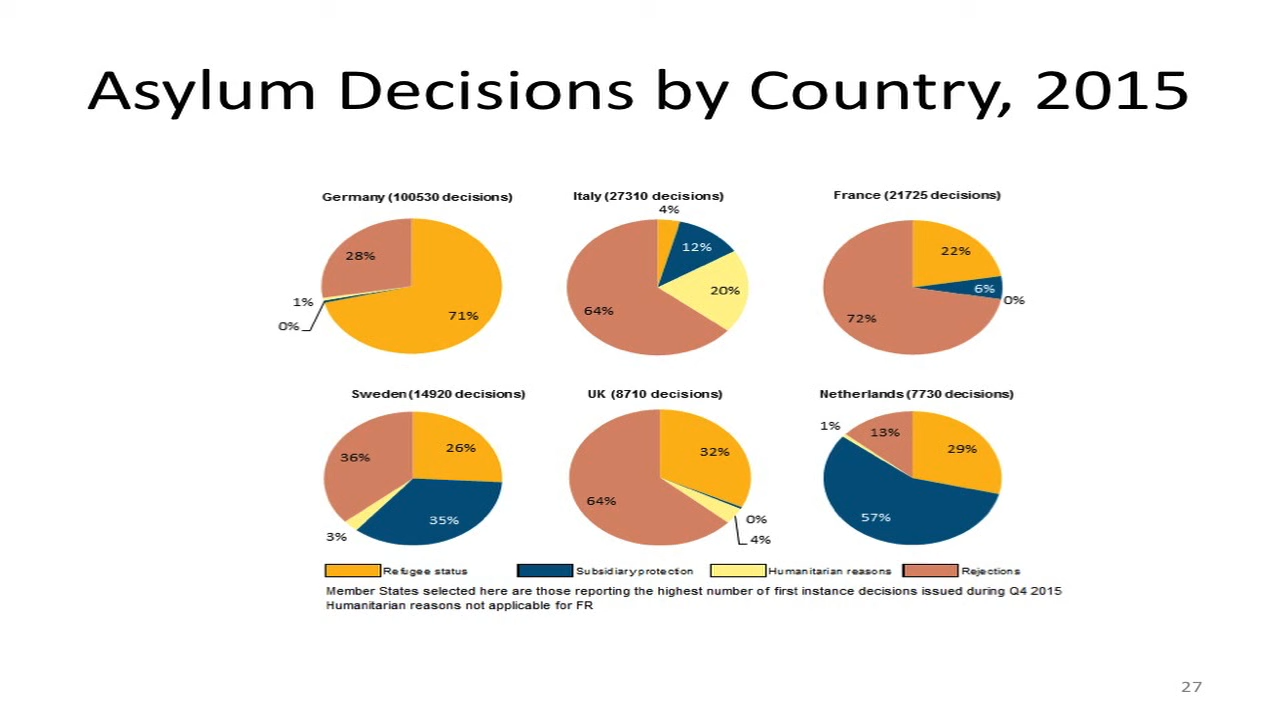 Asylum Decisions by Country, 2015
Germany (100530 decisions)
28%
1%
0%
71%
Italy (27310 decisions)
4%
12%
20%
64%
France (21725 decisions)
22%
6%
0%
72%
Sweden (14920 decisions)
26%
36%
35%
3%
UK (8710 decisions)
32%
64%
0%
4%
Netherlands (7730 decisions)
1%
13%
29%
57%
Refugee status
Subsidiary protection
Humanitarian reasons
Rejections
Member States selected here are those reporting the highest number of first instance decisions issued during Q4 2015
Humanitarian reasons not applicable for FR
27